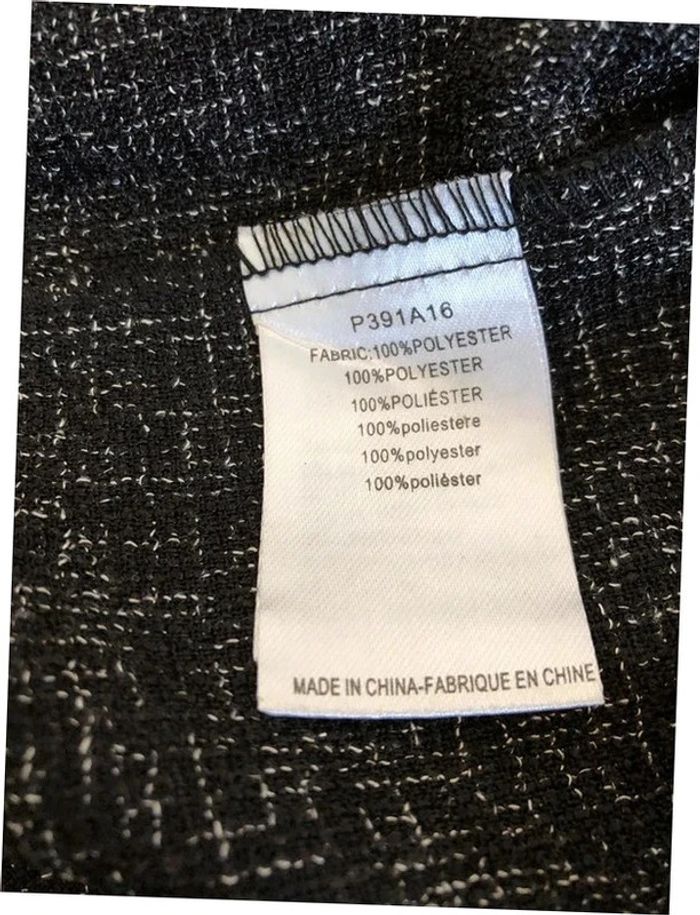 P391A16
FABRIC:100%POLYESTER
100%POLYESTER
100%POLIÉSTER
100%poliestere
100%polyester
100%poliéster
MADE IN CHINA-FABRIQUE EN CHINE